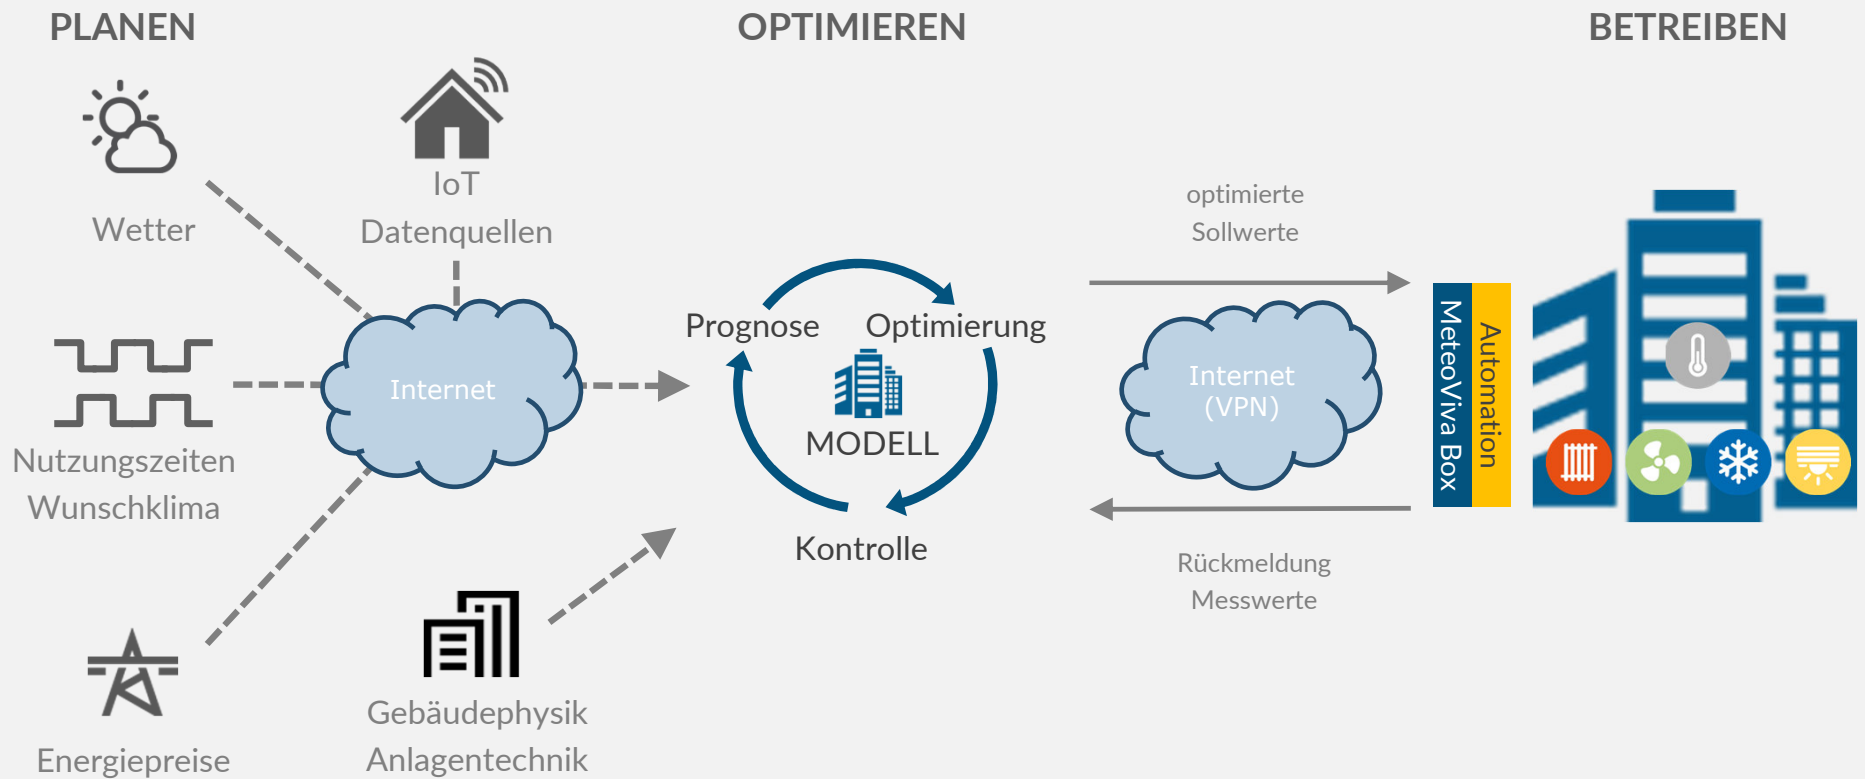 PLANEN
OPTIMIEREN
BETREIBEN
Wetter
IoT
Datenquellen
Nutzungszeiten
Wunschklima
Internet
Energiepreise
Gebäudephysik
Anlagentechnik
Prognose
Optimierung
MODELL
Kontrolle
optimierte
Sollwerte
Internet
(VPN)
Rückmeldung
Messwerte
MeteoViva Box
Automation